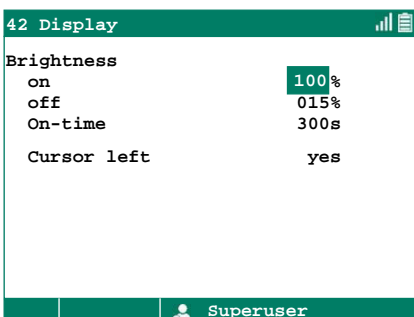 42 Display
Brightness
on 100%
off 015%
On-time 300s
Cursor left yes
Superuser